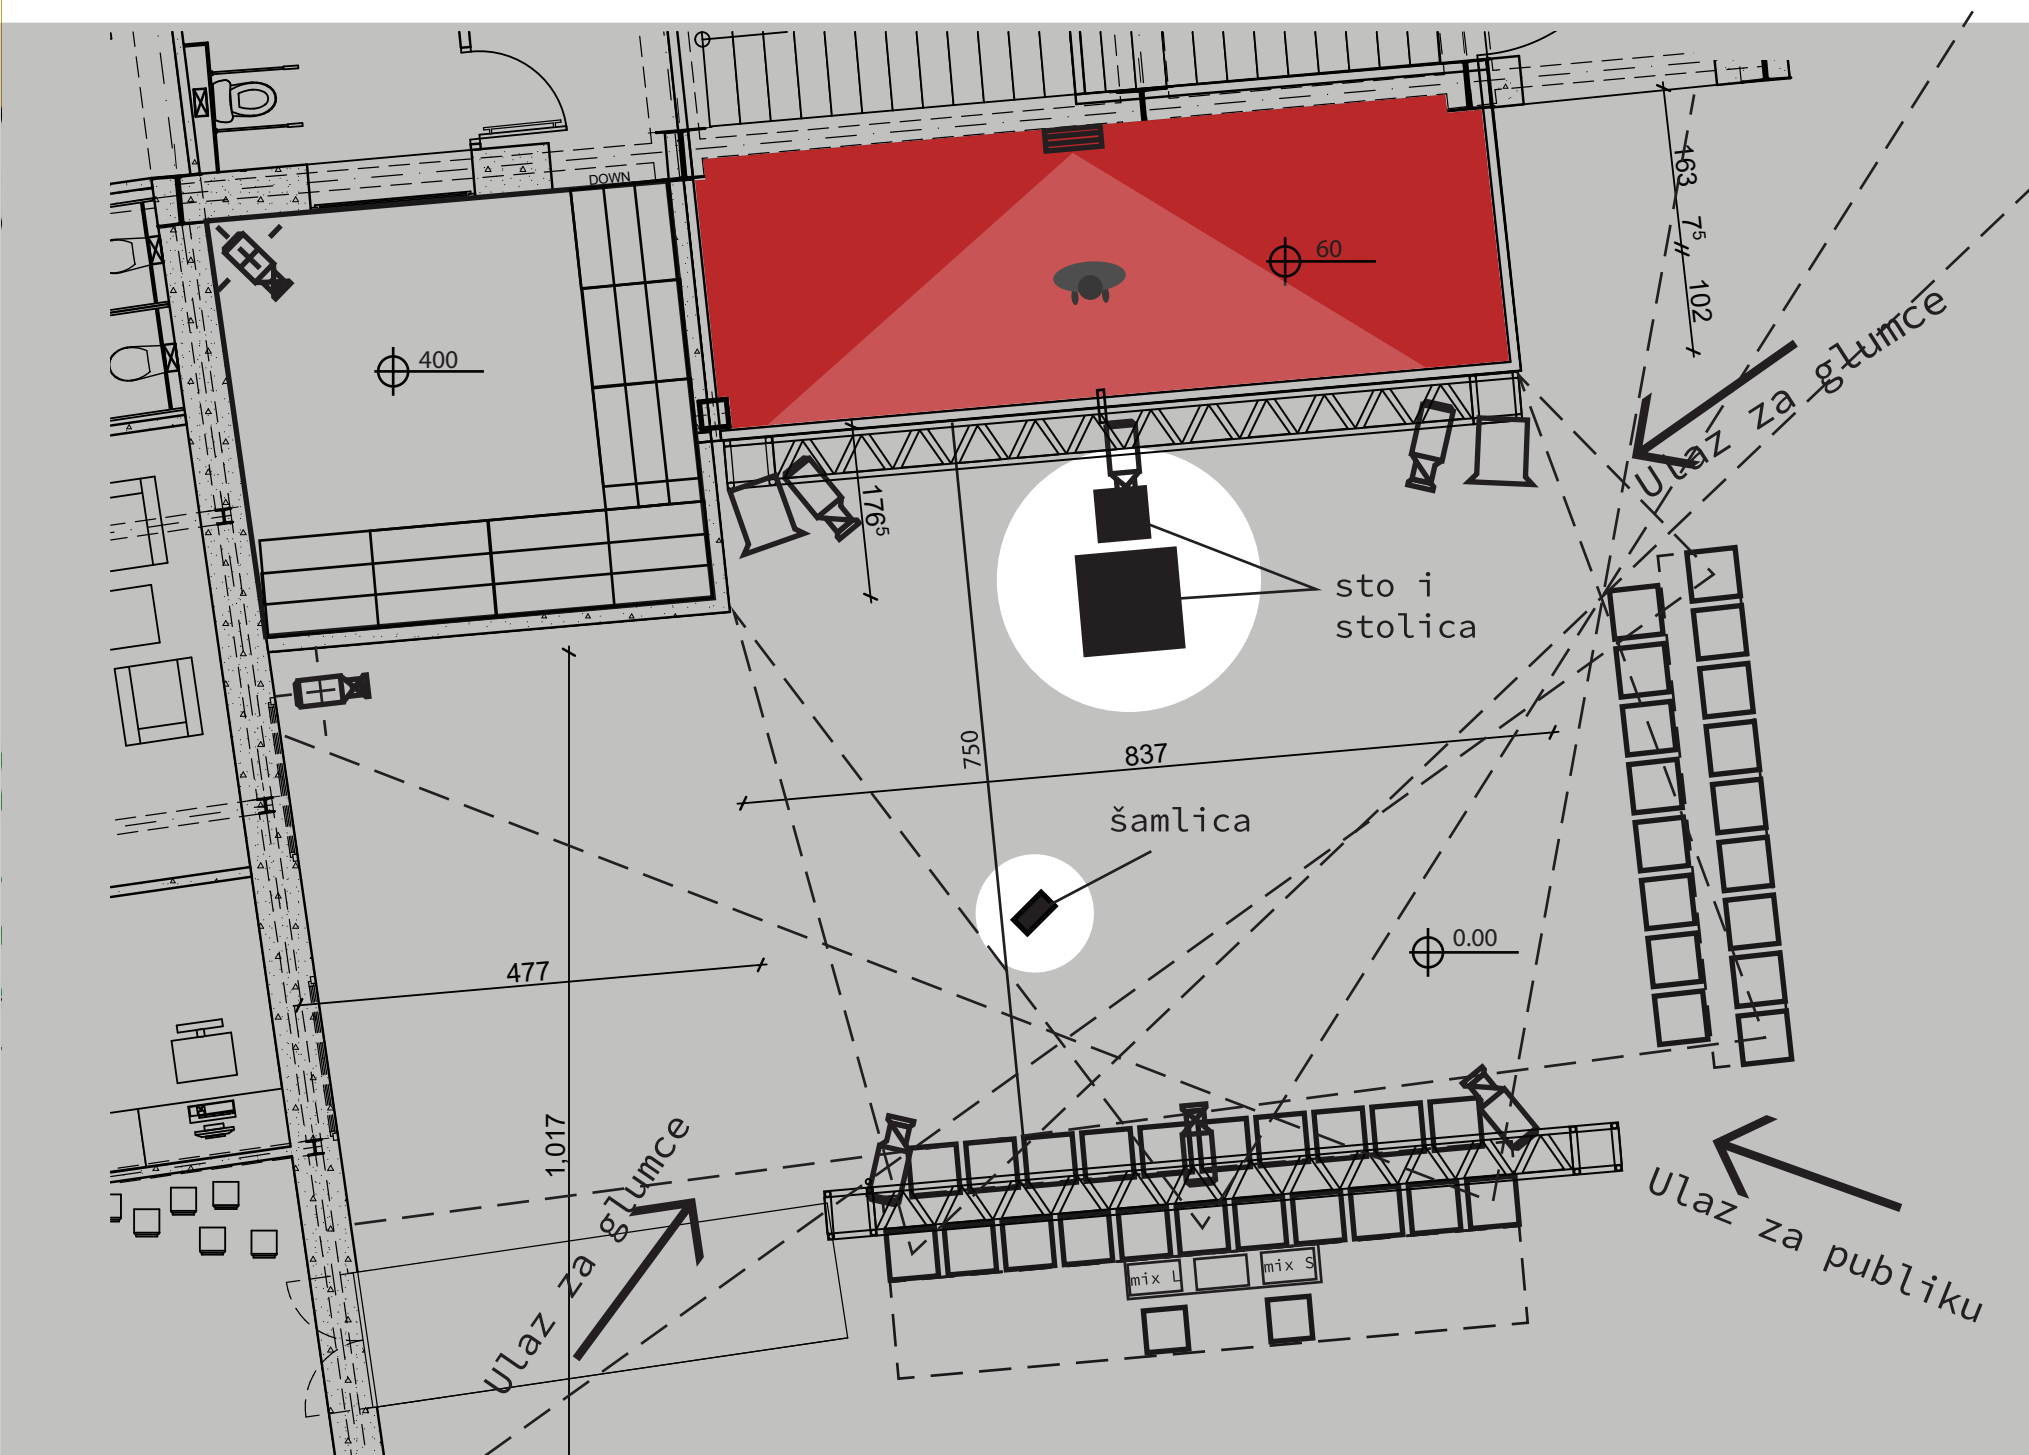 DOWN
163
7⁵
102
60
400
Ulaz za glumce
176⁵
sto i
stolica
750
837
šamlica
0.00
477
1,017
Ulaz za glumce
Ulaz za publiku
mix L
mix S